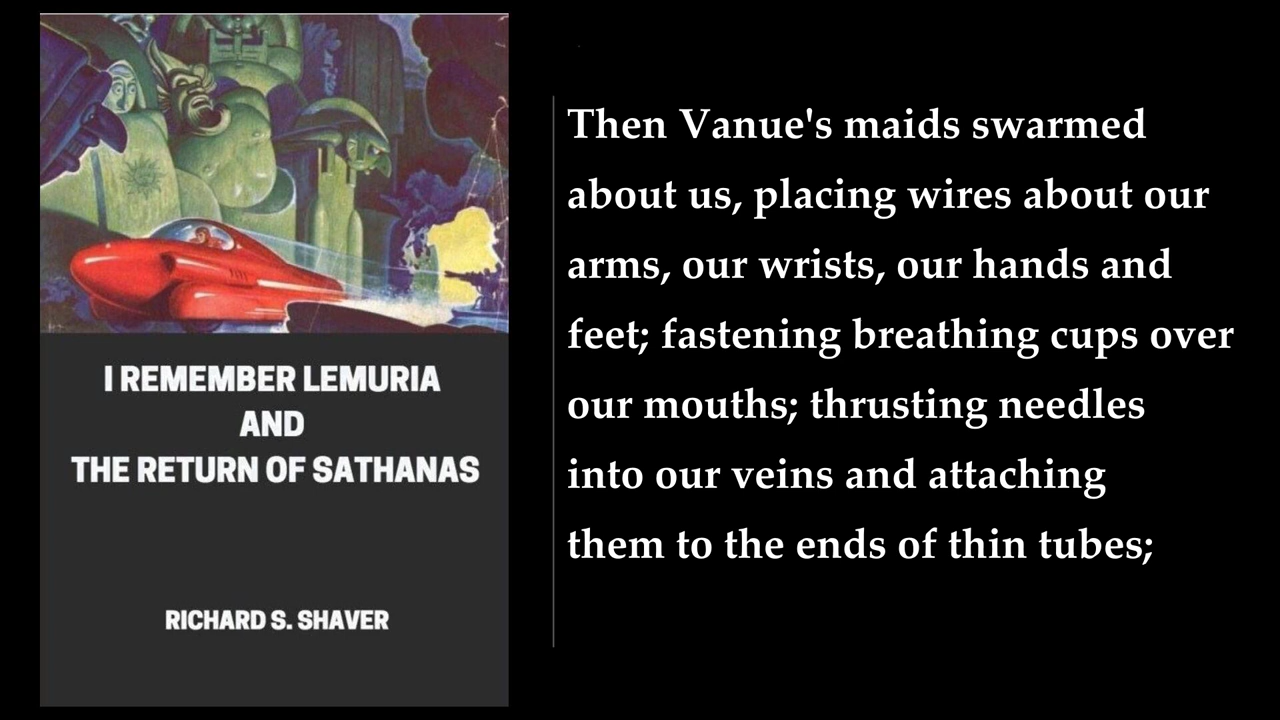 I REMEMBER LEMURIA
AND
THE RETURN OF SATHANAS
RICHARD S. SHAVER
Then Vanue's maids swarmed
about us, placing wires about our
arms, our wrists, our hands and
feet; fastening breathing cups over
our mouths; thrusting needles
into our veins and attaching
them to the ends of thin tubes;